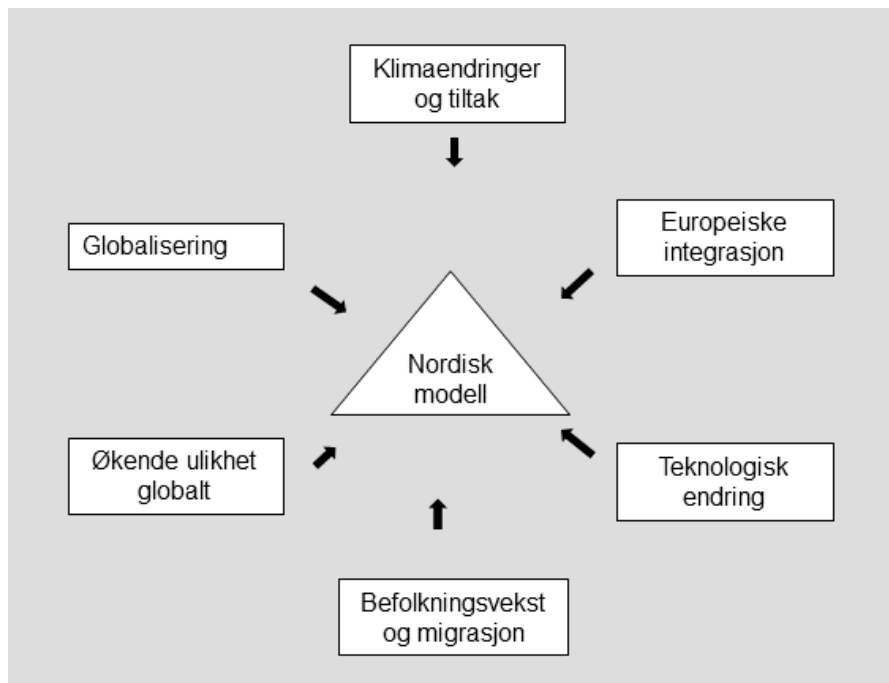 Klimaendringer
og tiltak
Globalisering
Europeiske
integrasjon
Nordisk
modell
Økende ulikhet
globalt
Teknologisk
endring
Befolkningsvekst
og migrasjon